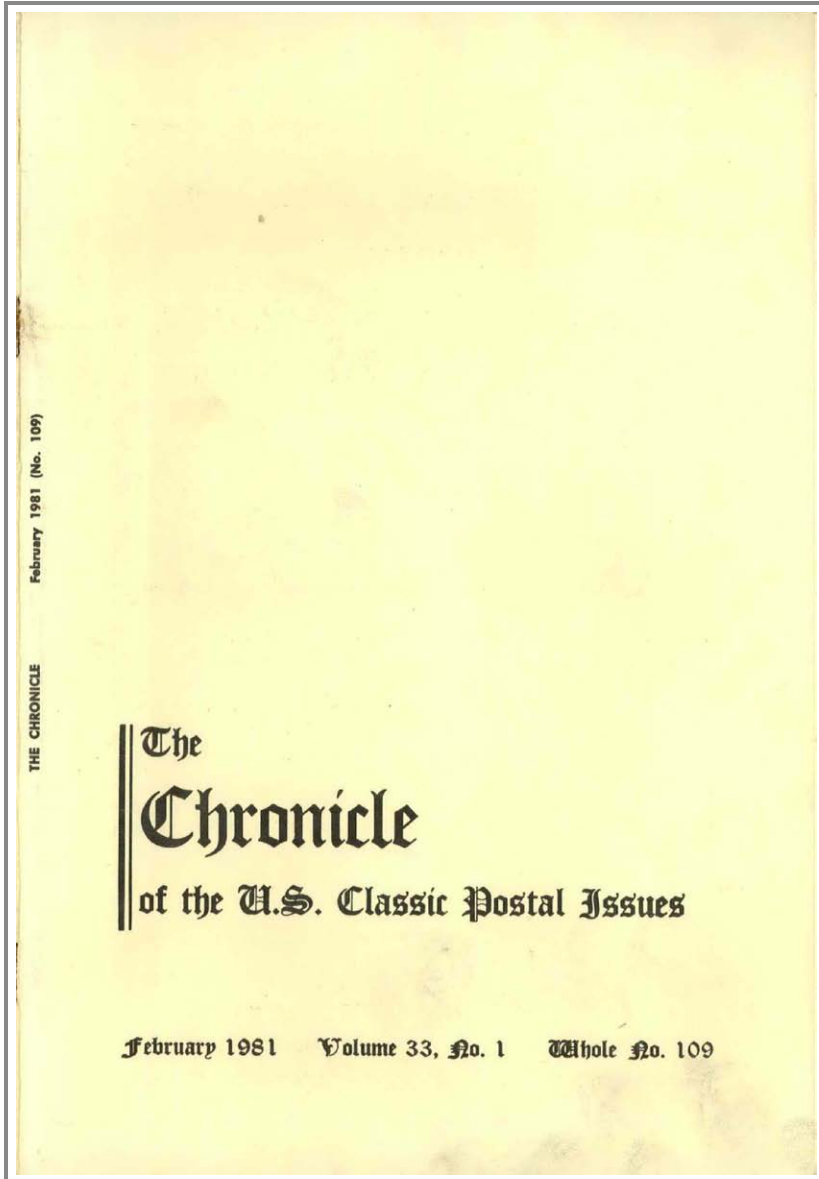 THE CHRONICLE February 1981 (No. 109)
The
Chronicle
of the U.S. Classic Postal Issues
February 1981 Volume 33, No. 1 Whole No. 109